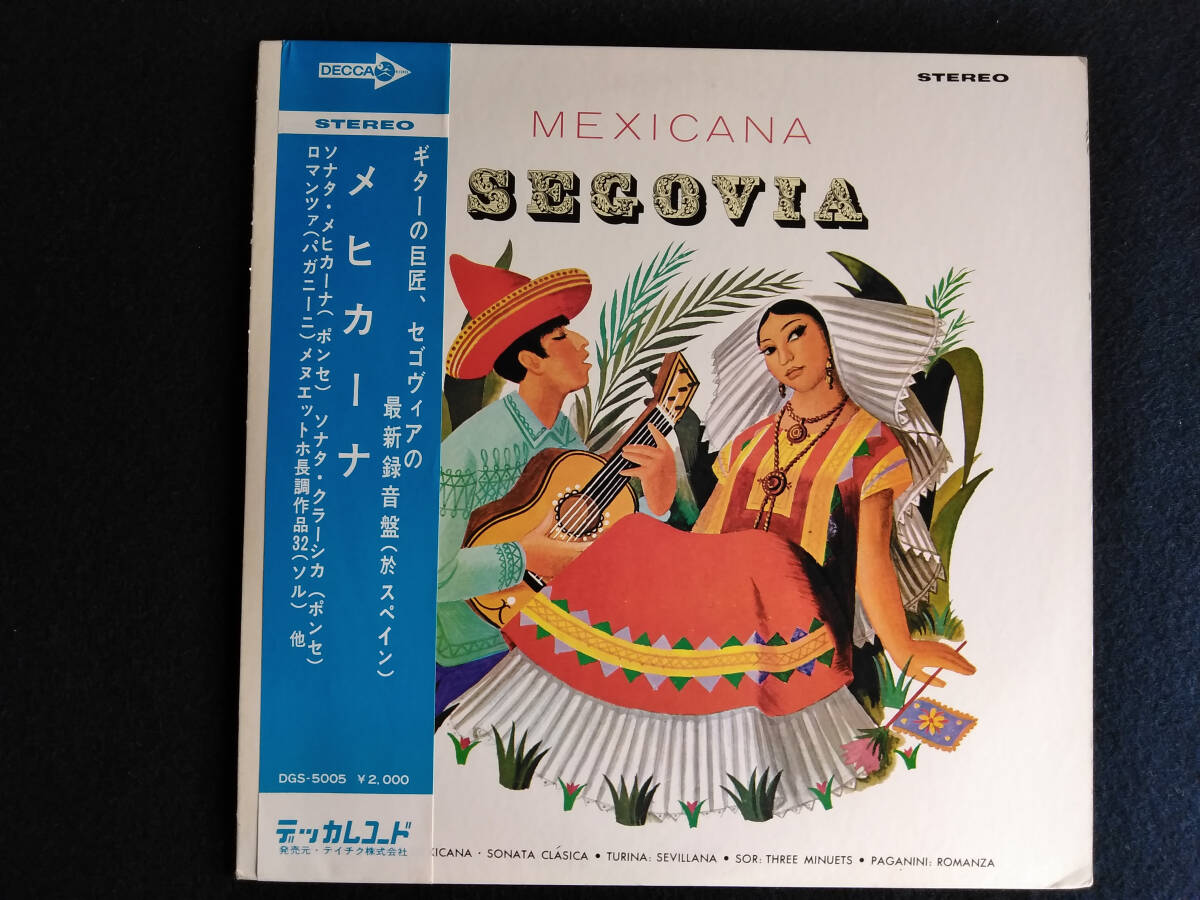 DECCA
STEREO
ギターの巨匠、セゴヴィアの
最新録音盤(於 スペイン)
メヒカーナ
ソナタ・メヒカーナ(ポンセ) ソナタ・クラーシカ(ポンセ)
ロマンツァ(パガニーニ) メヌエットホ長調作品32(ソル) 他
DGS-5005 ¥2,000
デッカレコード
発売元・テイチク株式会社
STEREO
MEXICANA
SEGOVIA
XICANA · SONATA CLÁSICA • TURINA: SEVILLANA • SOR: THREE MINUETS • PAGANINI: ROMANZA